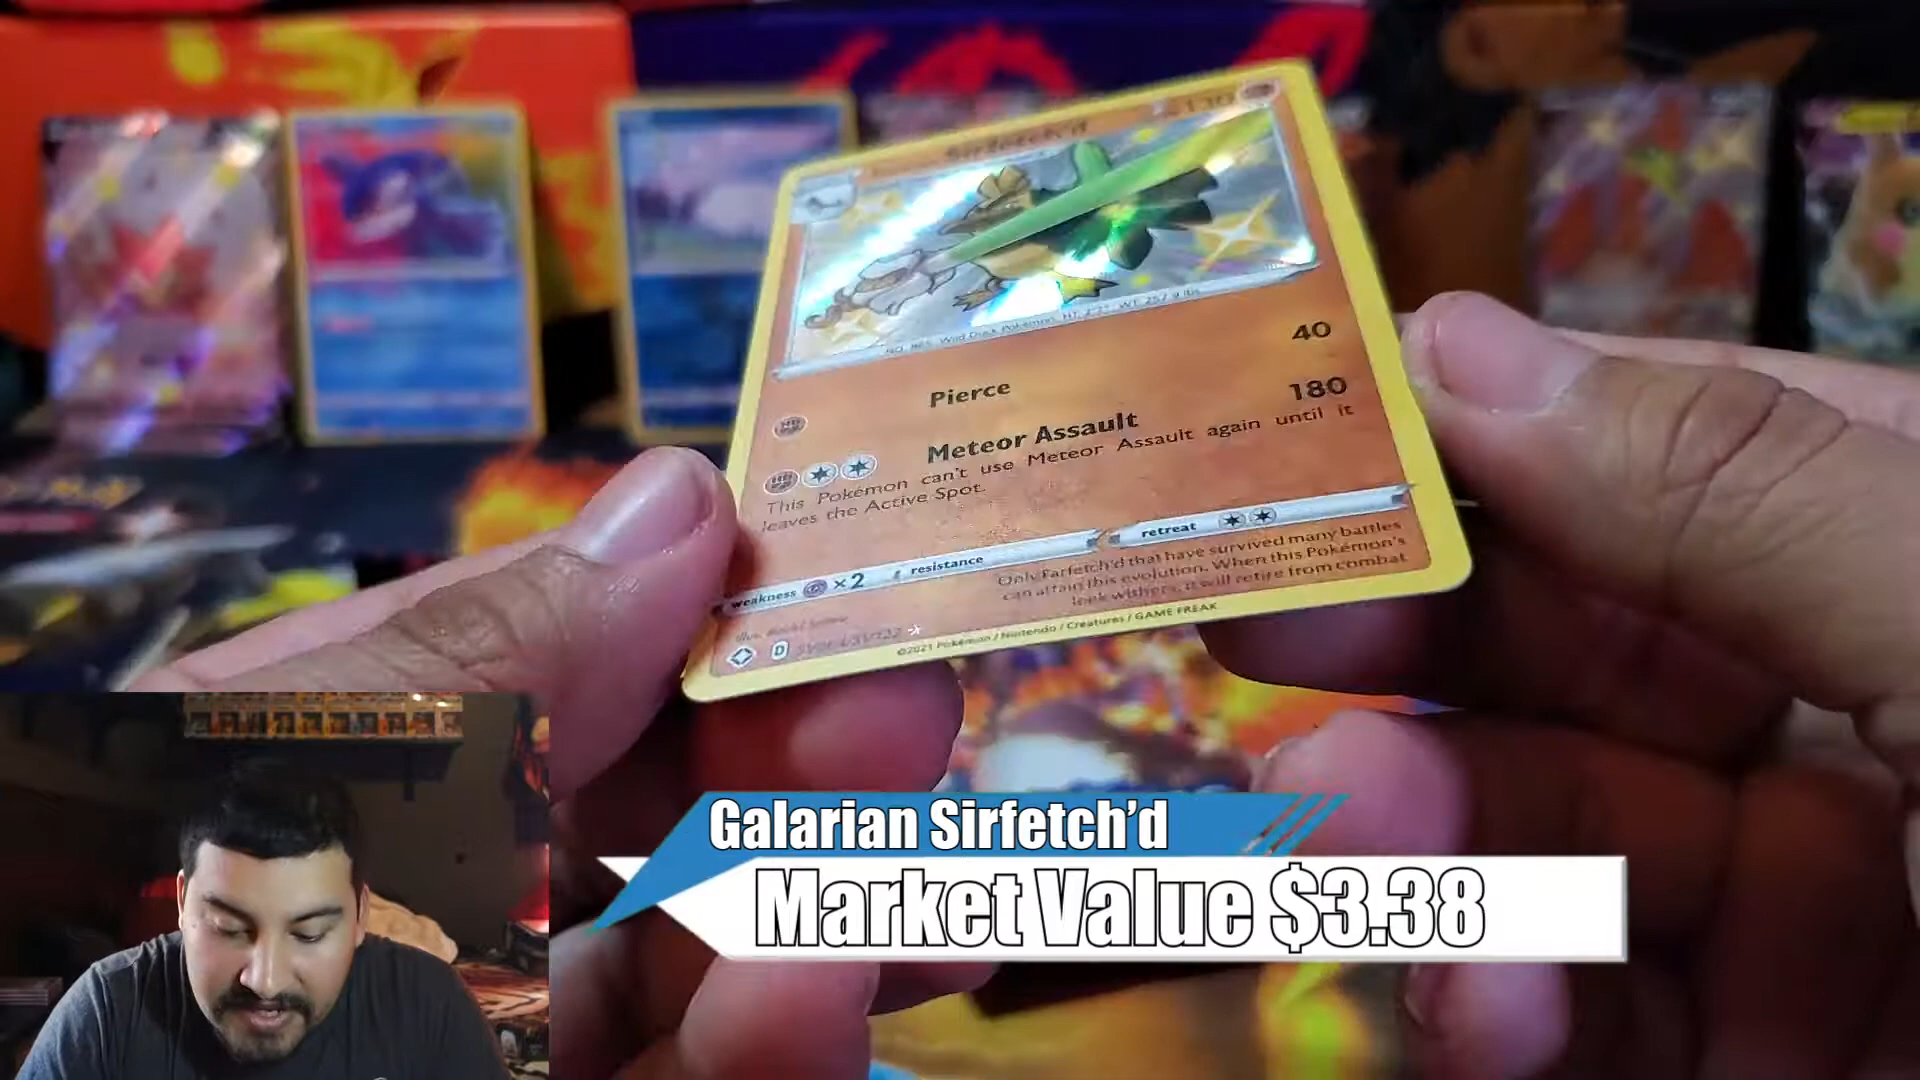 Sirfetch'd 130
40
Pierce
180
Meteor Assault
This Pokémon can't use Meteor Assault again until it
leaves the Active Spot.
weakness ×2 resistance retreat
Only Farfetch'd that have survived many battles
can attain this evolution. When this Pokémon's
leek withers, it will retire from combat
D
©2021 Pokémon / Nintendo / Creatures / GAME FREAK
Galarian Sirfetch'd
Market Value $3.38